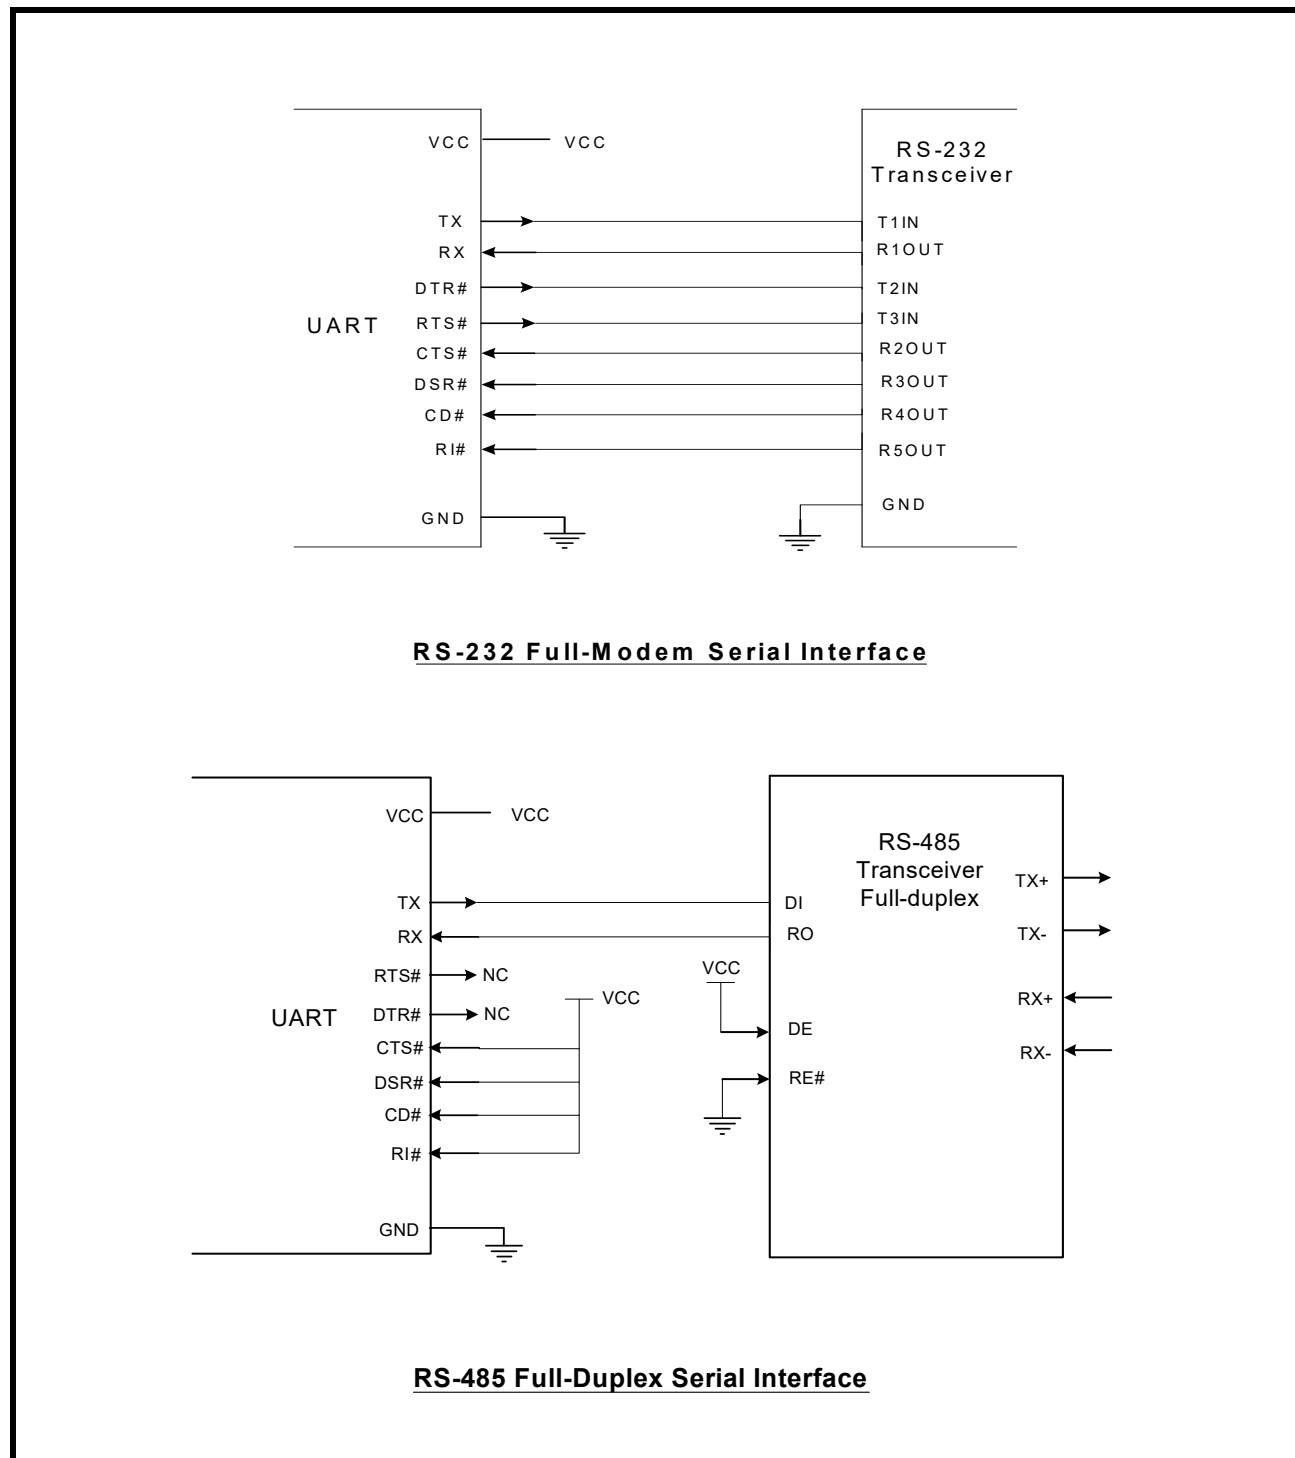 VCC VCC
RS-232
Transceiver
TX T1IN
RX R1OUT
DTR# T2IN
UART RTS# T3IN
CTS# R2OUT
DSR# R3OUT
CD# R4OUT
RI# R5OUT
GND GND
RS-232 Full-Modem Serial Interface
VCC VCC
RS-485
Transceiver
Full-duplex
TX+
TX DI
RX RO TX-
RTS# NC VCC
VCC RX+
UART DTR# NC
DE
CTS# RX-
DSR# RE#
CD#
RI#
GND
RS-485 Full-Duplex Serial Interface